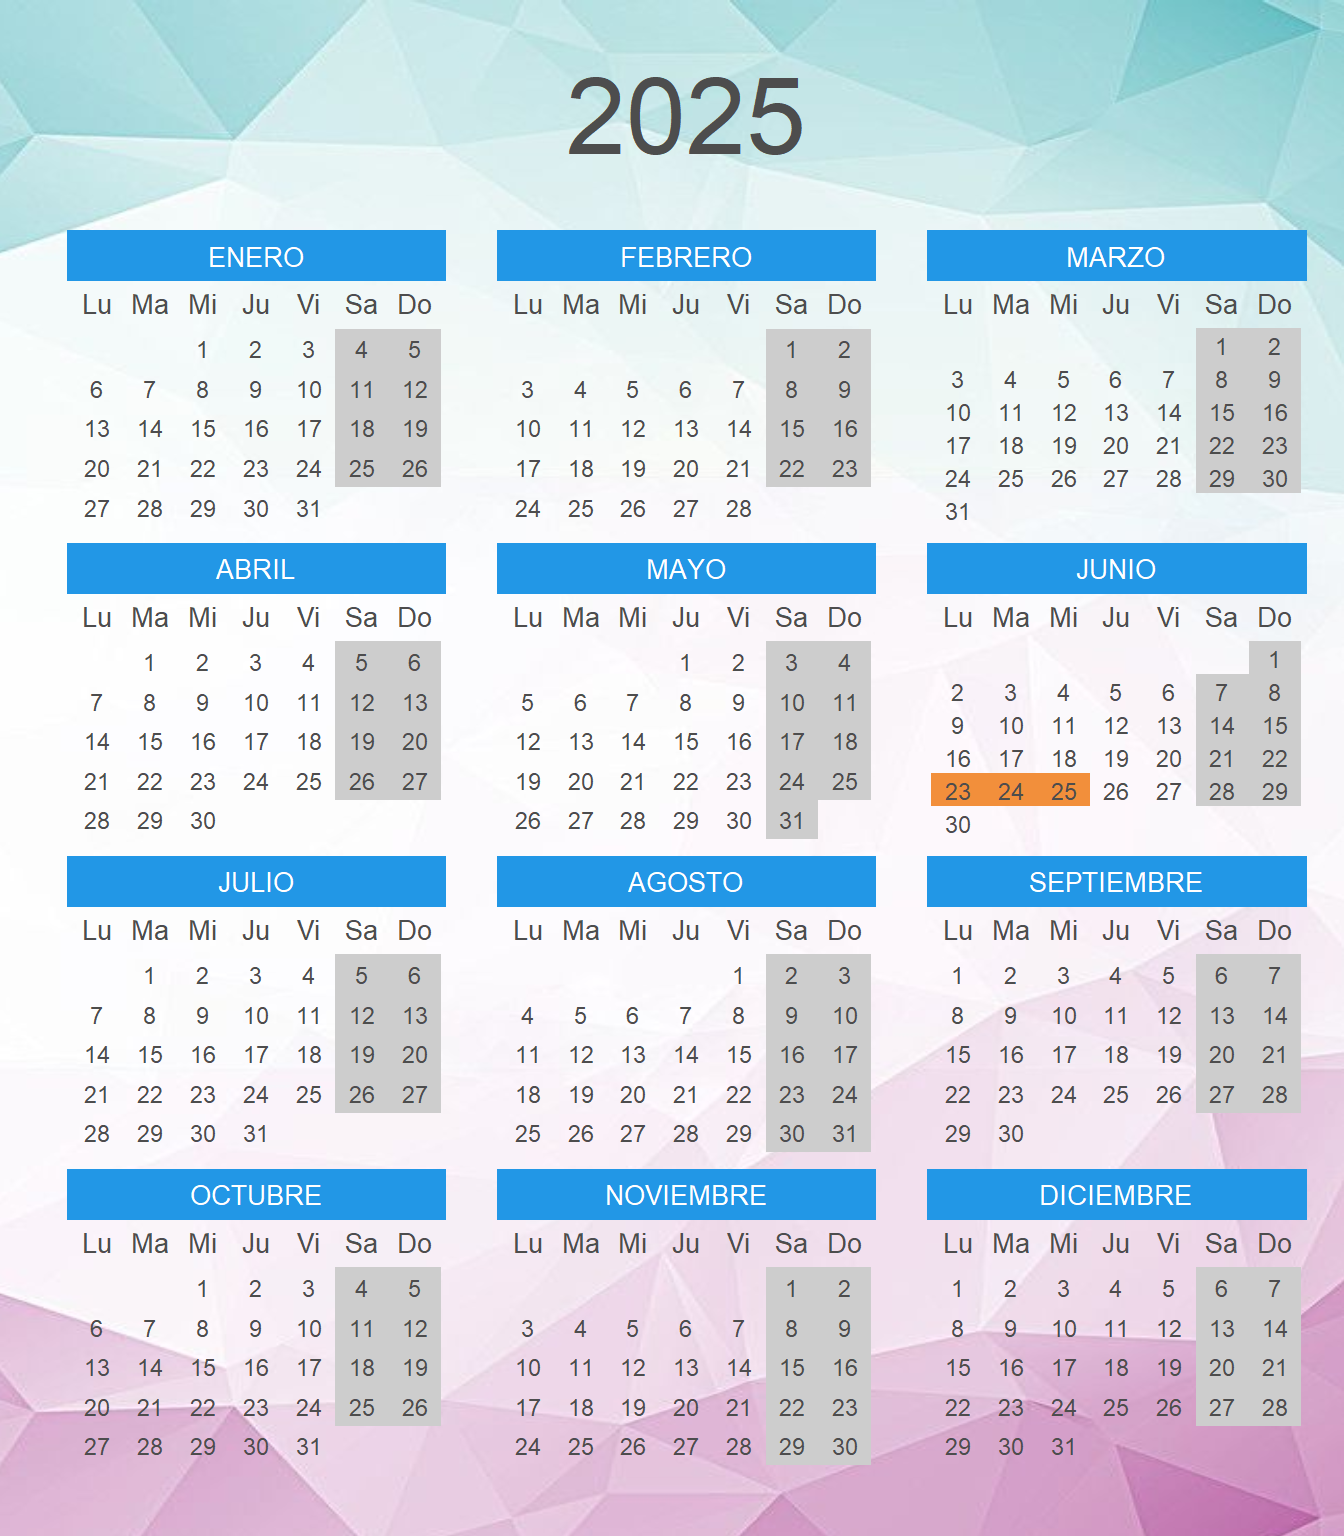 2025
ENERO
Lu Ma Mi Ju Vi Sa Do
1 2 3 4 5
6 7 8 9 10 11 12
13 14 15 16 17 18 19
20 21 22 23 24 25 26
27 28 29 30 31
FEBRERO
Lu Ma Mi Ju Vi Sa Do
1 2
3 4 5 6 7 8 9
10 11 12 13 14 15 16
17 18 19 20 21 22 23
24 25 26 27 28
MARZO
Lu Ma Mi Ju Vi Sa Do
1 2
3 4 5 6 7 8 9
10 11 12 13 14 15 16
17 18 19 20 21 22 23
24 25 26 27 28 29 30
31
ABRIL
Lu Ma Mi Ju Vi Sa Do
1 2 3 4 5 6
7 8 9 10 11 12 13
14 15 16 17 18 19 20
21 22 23 24 25 26 27
28 29 30
MAYO
Lu Ma Mi Ju Vi Sa Do
1 2 3 4
5 6 7 8 9 10 11
12 13 14 15 16 17 18
19 20 21 22 23 24 25
26 27 28 29 30 31
JUNIO
Lu Ma Mi Ju Vi Sa Do
1
2 3 4 5 6 7 8
9 10 11 12 13 14 15
16 17 18 19 20 21 22
23 24 25 26 27 28 29
30
JULIO
Lu Ma Mi Ju Vi Sa Do
1 2 3 4 5 6
7 8 9 10 11 12 13
14 15 16 17 18 19 20
21 22 23 24 25 26 27
28 29 30 31
AGOSTO
Lu Ma Mi Ju Vi Sa Do
1 2 3
4 5 6 7 8 9 10
11 12 13 14 15 16 17
18 19 20 21 22 23 24
25 26 27 28 29 30 31
SEPTIEMBRE
Lu Ma Mi Ju Vi Sa Do
1 2 3 4 5 6 7
8 9 10 11 12 13 14
15 16 17 18 19 20 21
22 23 24 25 26 27 28
29 30
OCTUBRE
Lu Ma Mi Ju Vi Sa Do
1 2 3 4 5
6 7 8 9 10 11 12
13 14 15 16 17 18 19
20 21 22 23 24 25 26
27 28 29 30 31
NOVIEMBRE
Lu Ma Mi Ju Vi Sa Do
1 2
3 4 5 6 7 8 9
10 11 12 13 14 15 16
17 18 19 20 21 22 23
24 25 26 27 28 29 30
DICIEMBRE
Lu Ma Mi Ju Vi Sa Do
1 2 3 4 5 6 7
8 9 10 11 12 13 14
15 16 17 18 19 20 21
22 23 24 25 26 27 28
29 30 31